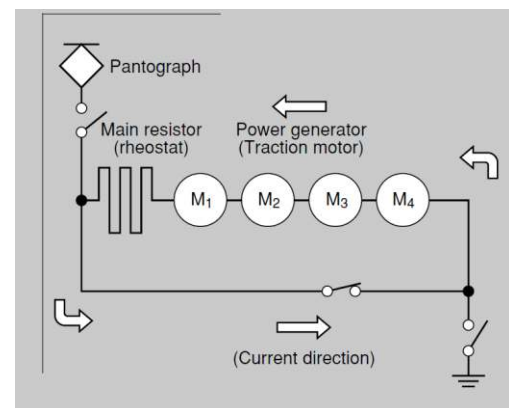 Pantograph
Main resistor
(rheostat)
Power generator
(Traction motor)
M1
M2
M3
M4
(Current direction)